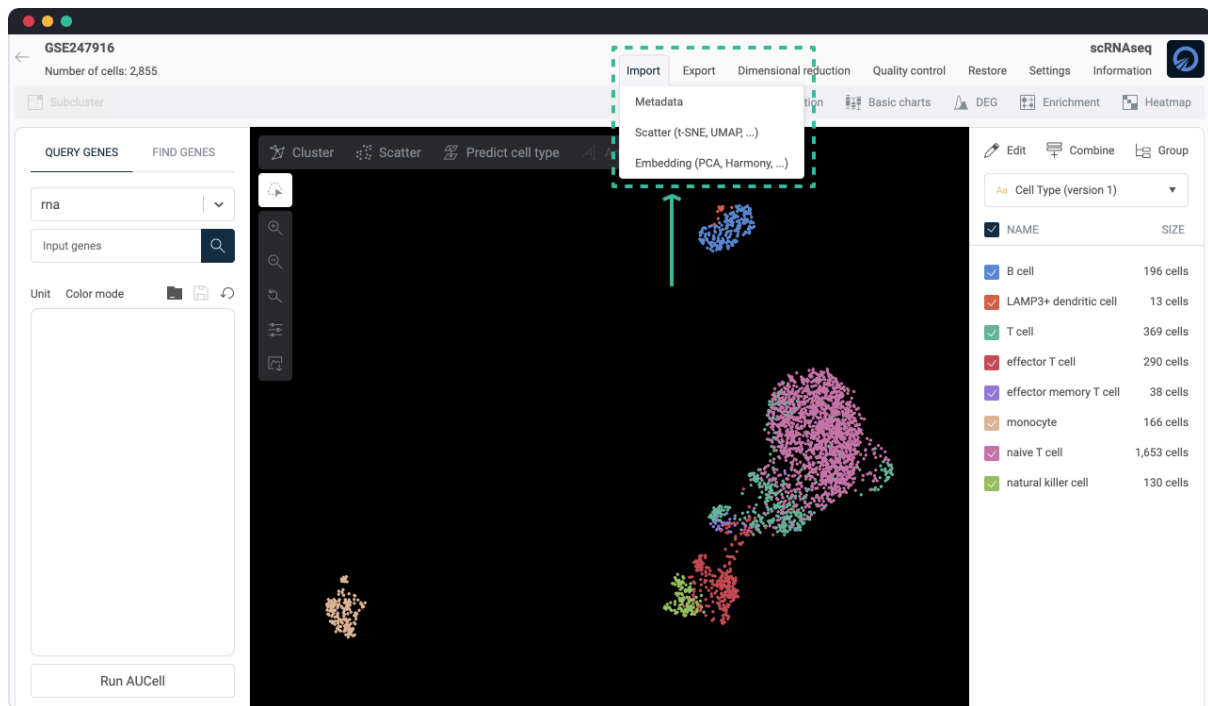 GSE247916
scRNAseq
Number of cells: 2,855
Import Export Dimensional reduction Quality control Restore Settings Information
Subcluster
Metadata
Basic charts DEG Enrichment Heatmap
Scatter (t-SNE, UMAP, ...)
Embedding (PCA, Harmony, ...)
QUERY GENES FIND GENES
Cluster Scatter Predict cell type
Edit Combine Group
rna
Aa Cell Type (version 1)
Input genes
NAME SIZE
Unit Color mode
B cell 196 cells
LAMP3+ dendritic cell 13 cells
T cell 369 cells
effector T cell 290 cells
effector memory T cell 38 cells
monocyte 166 cells
naive T cell 1,653 cells
natural killer cell 130 cells
Run AUCell